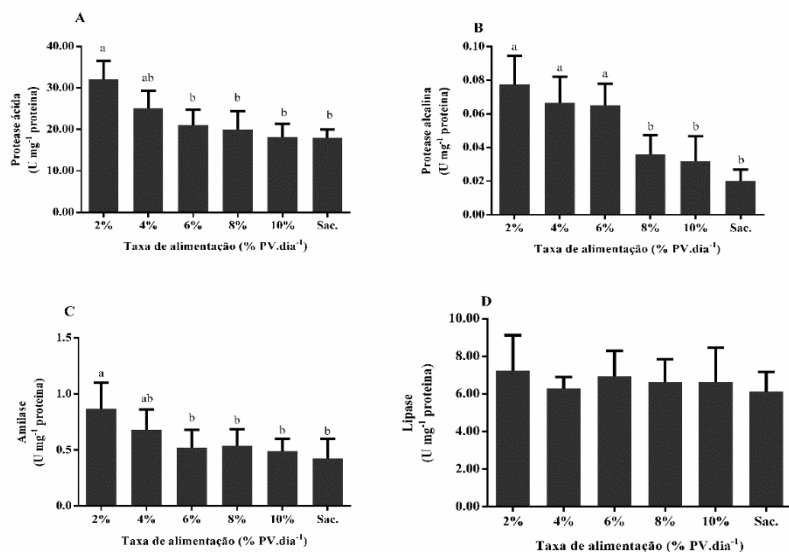 A
Protease ácida
(U mg⁻¹ proteina)
40.00
30.00
20.00
10.00
0.00
a
ab
b
b
b
b
2%
4%
6%
8%
10%
Sac.
Taxa de alimentação (% PV.dia⁻¹)
B
Protease alcalina
(U mg⁻¹ proteina)
0.10
0.08
0.06
0.04
0.02
0.00
a
a
a
b
b
b
2%
4%
6%
8%
10%
Sac.
Taxa de alimentação (% PV.dia⁻¹)
C
Amilase
(U mg⁻¹ proteina)
1.5
1.0
0.5
0.0
a
ab
b
b
b
b
2%
4%
6%
8%
10%
Sac.
Taxa de alimentação (% PV.dia⁻¹)
D
Lipase
(U mg⁻¹ proteina)
10.00
8.00
6.00
4.00
2.00
0.00
2%
4%
6%
8%
10%
Sac.
Taxa de alimentação (% PV.dia⁻¹)